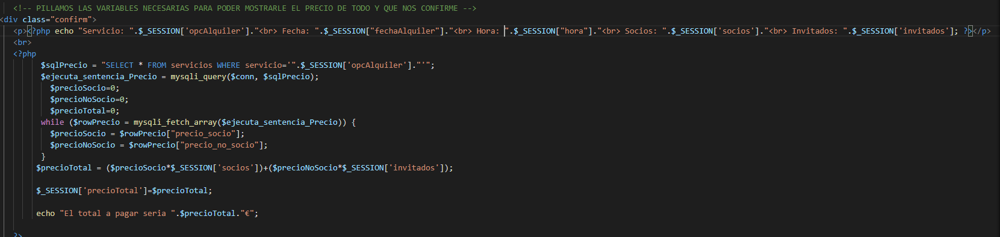 <!-- PILLAMOS LAS VARIABLES NECESARIAS PARA PODER MOSTRARLE EL PRECIO DE TODO Y QUE NOS CONFIRME -->
<div class="confirm">
<p><?php echo "Servicio: ".$_SESSION['opcAlquiler']."<br> Fecha: ".$_SESSION["fechaAlquiler"]."<br> Hora: ".$_SESSION["hora"]."<br> Socios: ".$_SESSION['socios']."<br> Invitados: ".$_SESSION['invitados']; ?></p>
<br>
<?php
$sqlPrecio = "SELECT * FROM servicios WHERE servicio='".$_SESSION['opcAlquiler']."'";
$ejecuta_sentencia_Precio = mysqli_query($conn, $sqlPrecio);
$precioSocio=0;
$precioNoSocio=0;
$precioTotal=0;
while ($rowPrecio = mysqli_fetch_array($ejecuta_sentencia_Precio)) {
$precioSocio = $rowPrecio["precio_socio"];
$precioNoSocio = $rowPrecio["precio_no_socio"];
}
$precioTotal = ($precioSocio*$_SESSION['socios'])+($precioNoSocio*$_SESSION['invitados']);
$_SESSION['precioTotal']=$precioTotal;
echo "El total a pagar seria ".$precioTotal."€";
?>